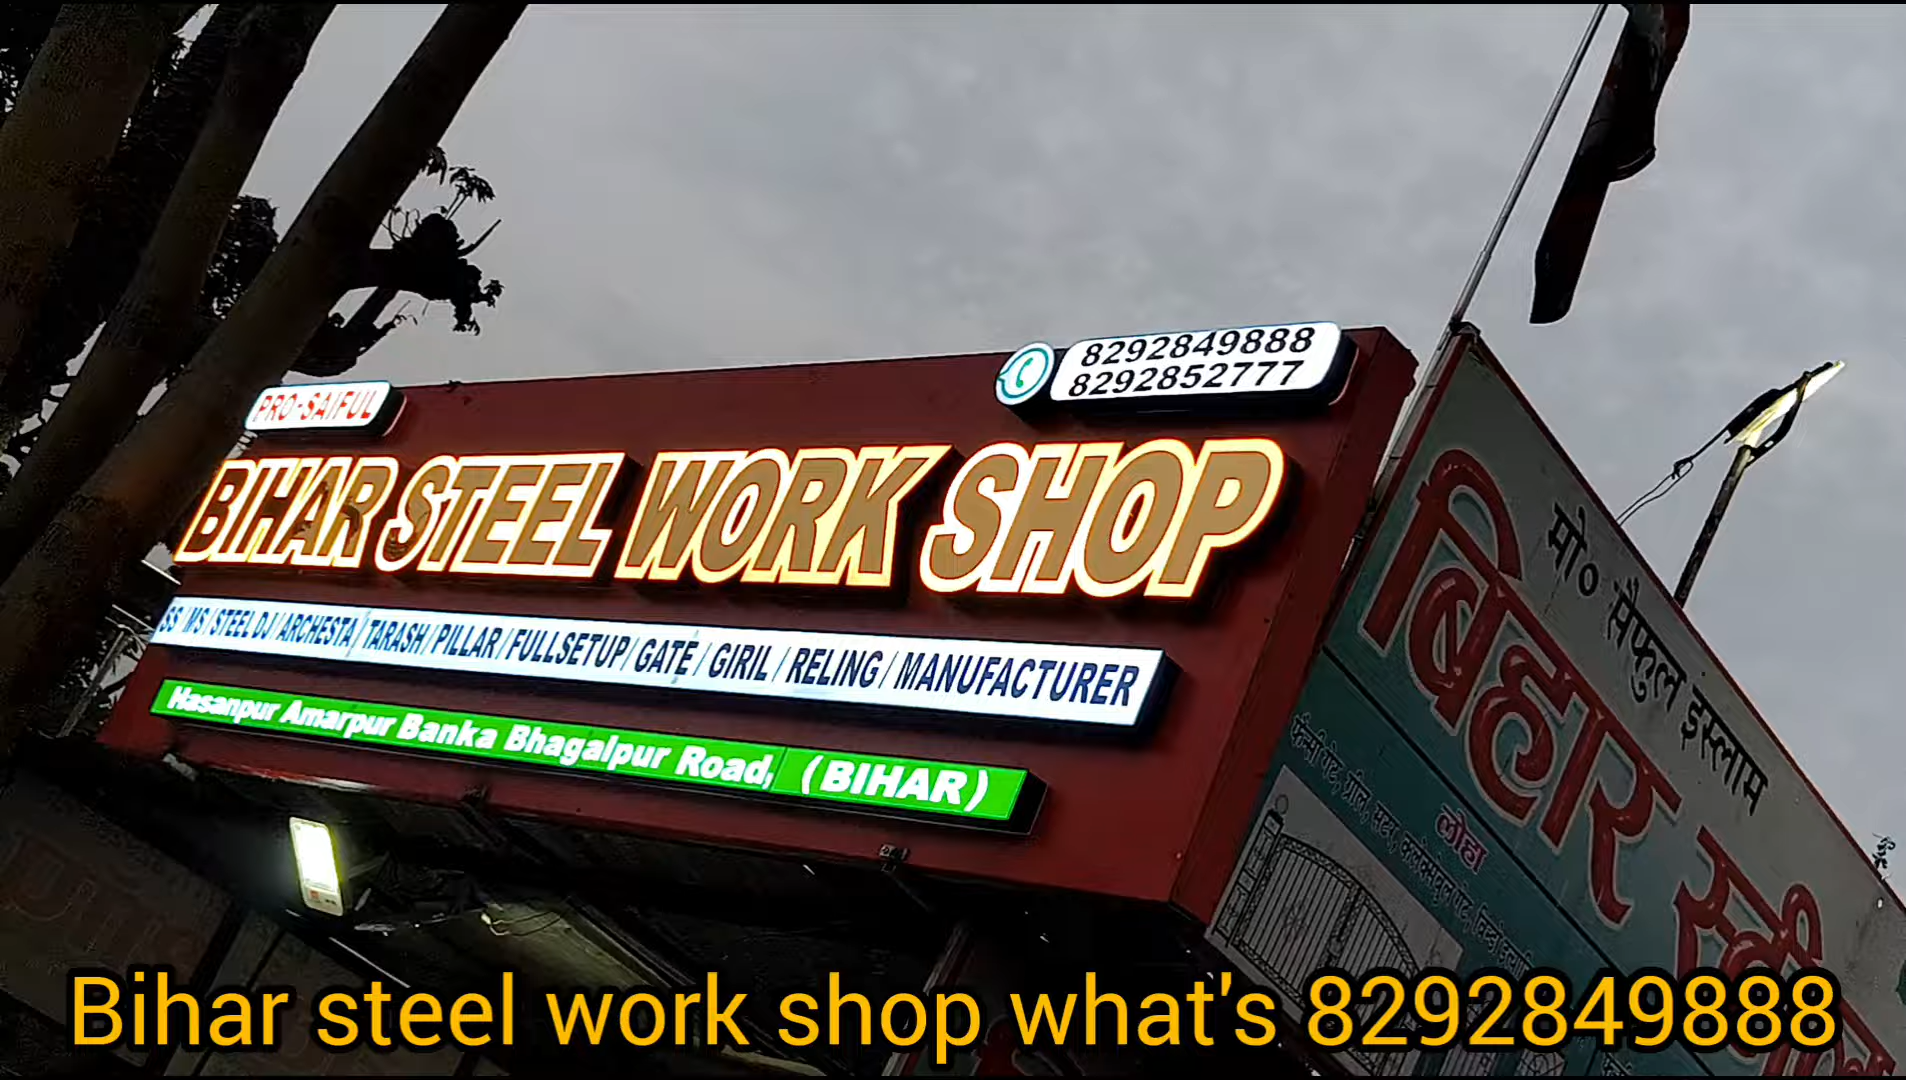 PRO-SAIFUL
8292849888
8292852777
BIHAR STEEL WORK SHOP
SS / MS / STEEL DJ / ARCHESTA / TARASH / PILLAR / FULLSETUP / GATE / GIRIL / RELING / MANUFACTURER
Hasanpur Amarpur Banka Bhagalpur Road, (BIHAR)
मो० सैफुल इस्लाम
बिहार स्टील
लोहा
Bihar steel work shop what's 8292849888